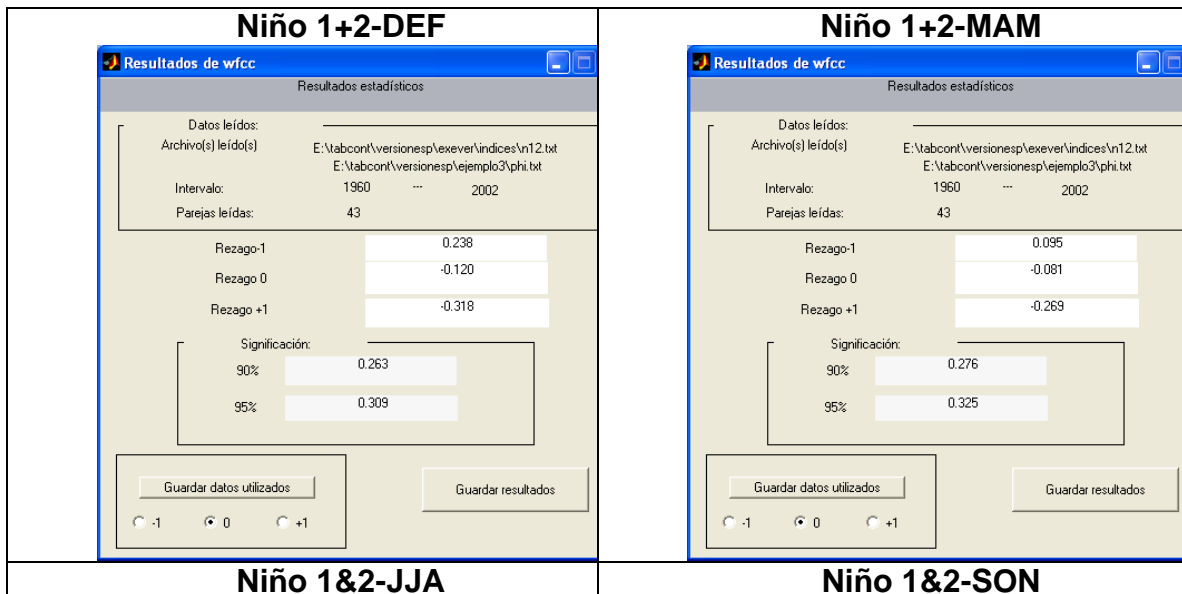 Niño 1+2-DEF
Resultados de wfcc
Resultados estadísticos
Datos leídos:
Archivo(s) leído(s)
E:\tabcont\versionesp\exever\indices\n12.txt
E:\tabcont\versionesp\ejemplo3\phi.txt
Intervalo: 1960 --- 2002
Parejas leídas: 43
Rezago-1 0.238
Rezago 0 -0.120
Rezago +1 -0.318
Significación:
90% 0.263
95% 0.309
Guardar datos utilizados
Guardar resultados
-1 0 +1
Niño 1+2-MAM
Resultados de wfcc
Resultados estadísticos
Datos leídos:
Archivo(s) leído(s)
E:\tabcont\versionesp\exever\indices\n12.txt
E:\tabcont\versionesp\ejemplo3\phi.txt
Intervalo: 1960 --- 2002
Parejas leídas: 43
Rezago-1 0.095
Rezago 0 -0.081
Rezago +1 -0.269
Significación:
90% 0.276
95% 0.325
Guardar datos utilizados
Guardar resultados
-1 0 +1
Niño 1&2-JJA
Niño 1&2-SON